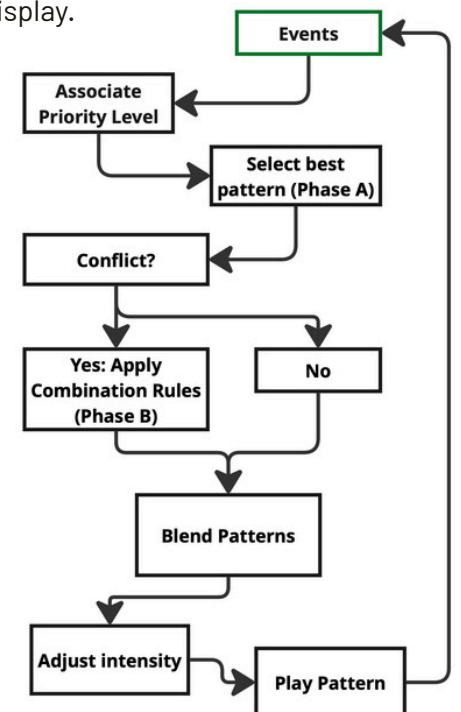 isplay.
Events
Associate
Priority Level
Select best
pattern (Phase A)
Conflict?
Yes: Apply
Combination Rules
(Phase B)
No
Blend Patterns
Adjust intensity
Play Pattern